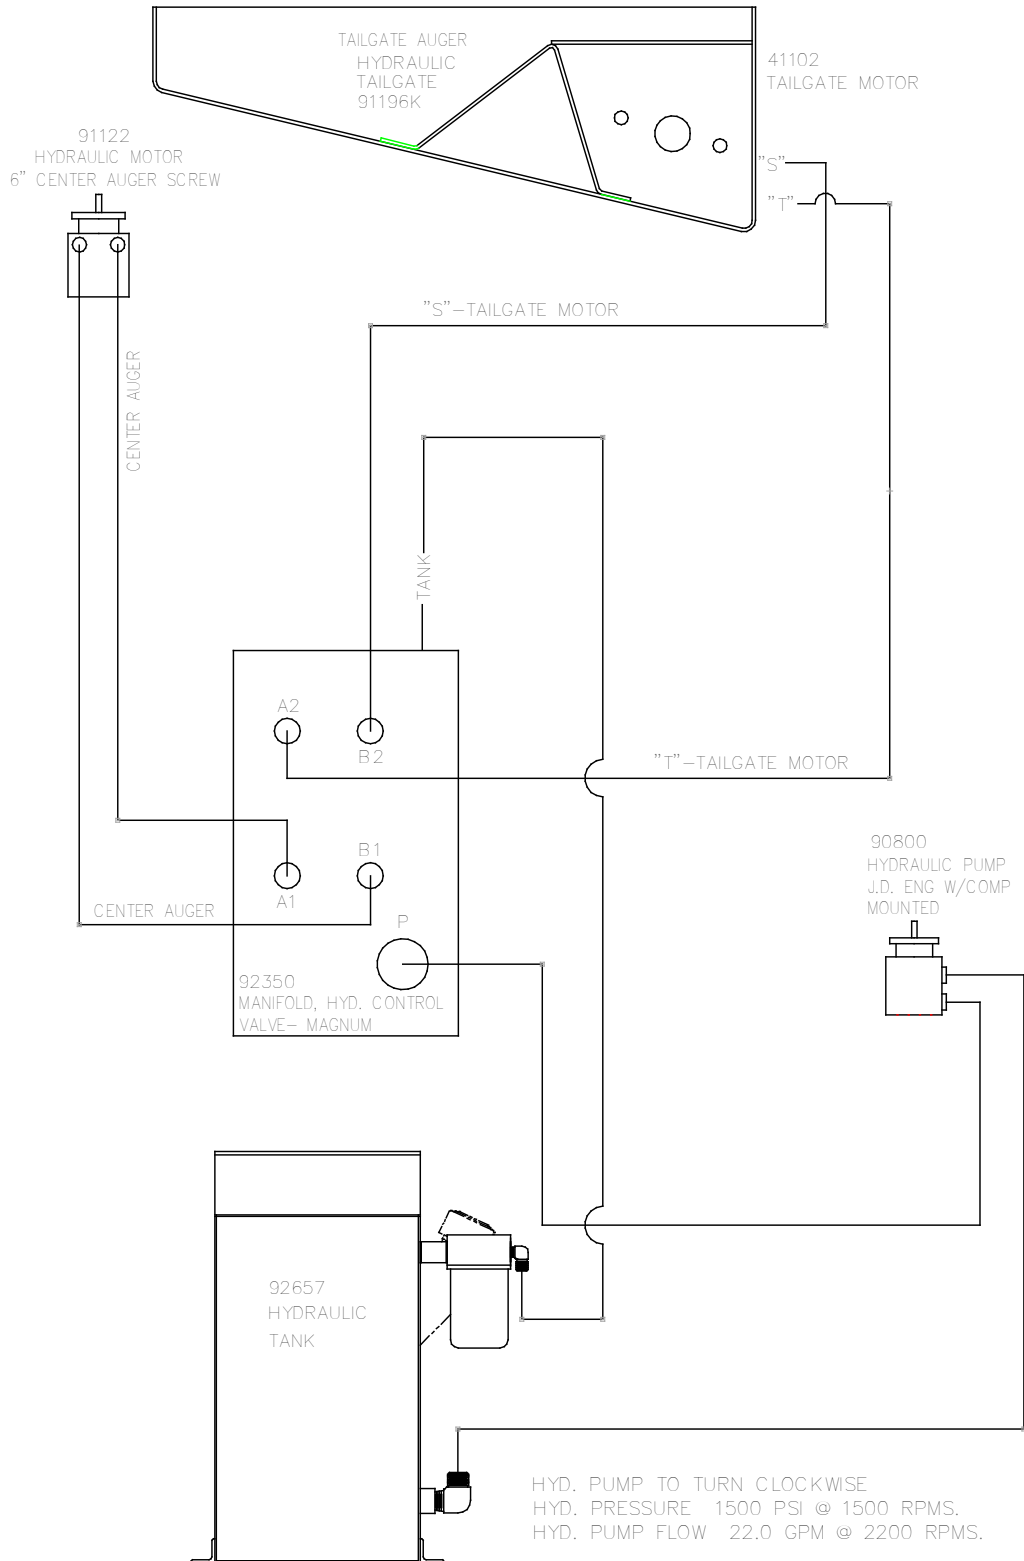 TAILGATE AUGER
HYDRAULIC
TAILGATE
91196K
41102
TAILGATE MOTOR
91122
HYDRAULIC MOTOR
6" CENTER AUGER SCREW
"S"
"T"
"S"-TAILGATE MOTOR
CENTER AUGER
TANK
A2
B2
"T"-TAILGATE MOTOR
B1
A1
CENTER AUGER
P
90800
HYDRAULIC PUMP
J.D. ENG W/COMP
MOUNTED
92350
MANIFOLD, HYD. CONTROL
VALVE- MAGNUM
92657
HYDRAULIC
TANK
HYD. PUMP TO TURN CLOCKWISE
HYD. PRESSURE 1500 PSI @ 1500 RPMS.
HYD. PUMP FLOW 22.0 GPM @ 2200 RPMS.